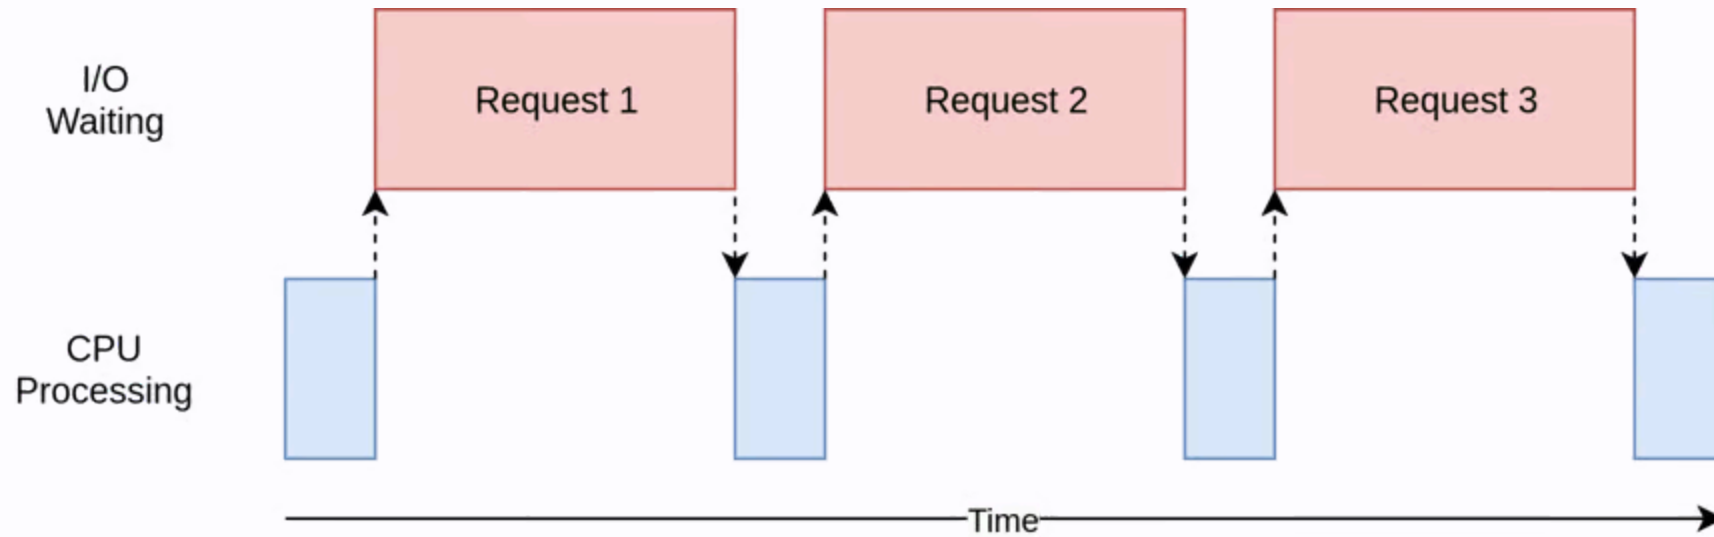 I/O
Waiting
Request 1
Request 2
Request 3
CPU
Processing
Time